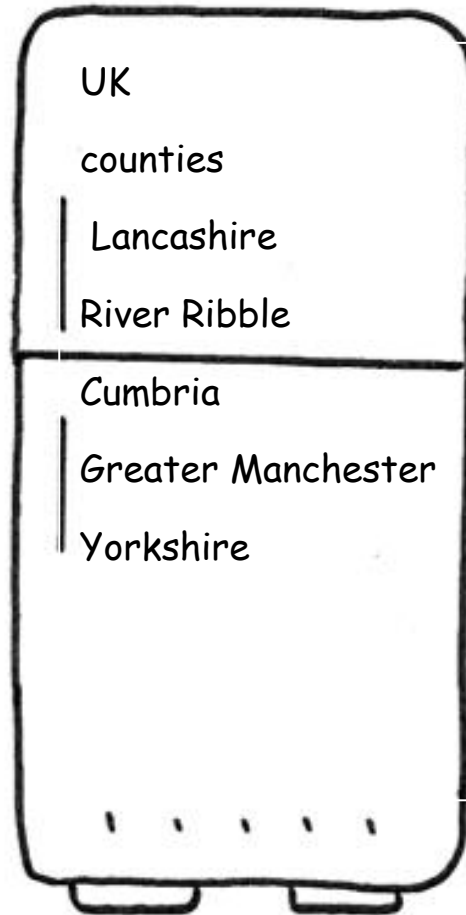 UK
counties
Lancashire
River Ribble
Cumbria
Greater Manchester
Yorkshire